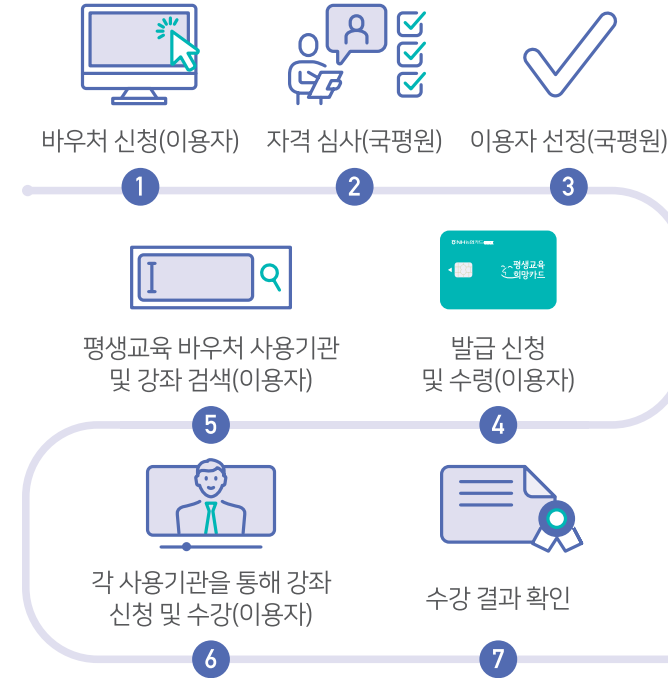 바우처 신청(이용자)
자격 심사(국평원)
이용자 선정(국평원)
1
2
3
평생교육
희망카드
발급 신청
및 수령(이용자)
4
평생교육 바우처 사용기관
및 강좌 검색(이용자)
5
각 사용기관을 통해 강좌
신청 및 수강(이용자)
6
수강 결과 확인
7